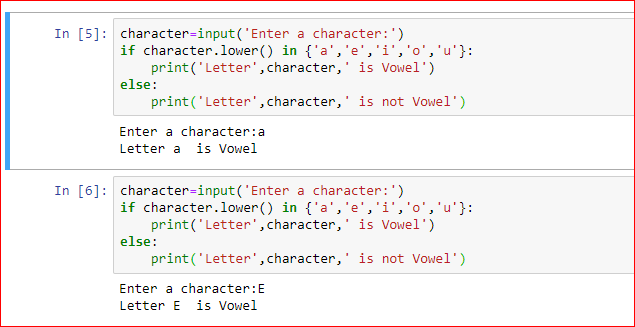 In [5]: character=input('Enter a character:')
if character.lower() in {'a','e','i','o','u'}:
    print('Letter',character,' is Vowel')
else:
    print('Letter',character,' is not Vowel')
Enter a character:a
Letter a  is Vowel
In [6]: character=input('Enter a character:')
if character.lower() in {'a','e','i','o','u'}:
    print('Letter',character,' is Vowel')
else:
    print('Letter',character,' is not Vowel')
Enter a character:E
Letter E  is Vowel